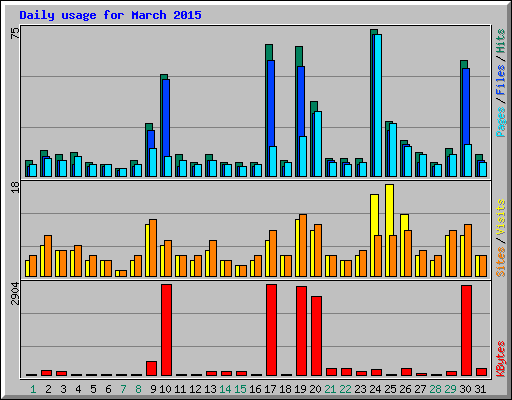 Daily usage for March 2015
75
Pages / Files / Hits
18
Sites / Visits
2904
KBytes
1 2 3 4 5 6 7 8 9 10 11 12 13 14 15 16 17 18 19 20 21 22 23 24 25 26 27 28 29 30 31